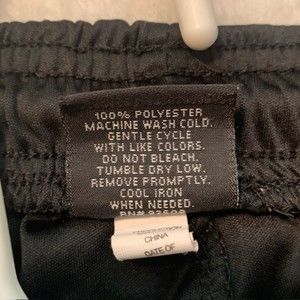 100% POLYESTER
MACHINE WASH COLD.
GENTLE CYCLE
WITH LIKE COLORS.
DO NOT BLEACH.
TUMBLE DRY LOW.
REMOVE PROMPTLY.
COOL IRON
WHEN NEEDED.
RN#
CHINA
DATE OF